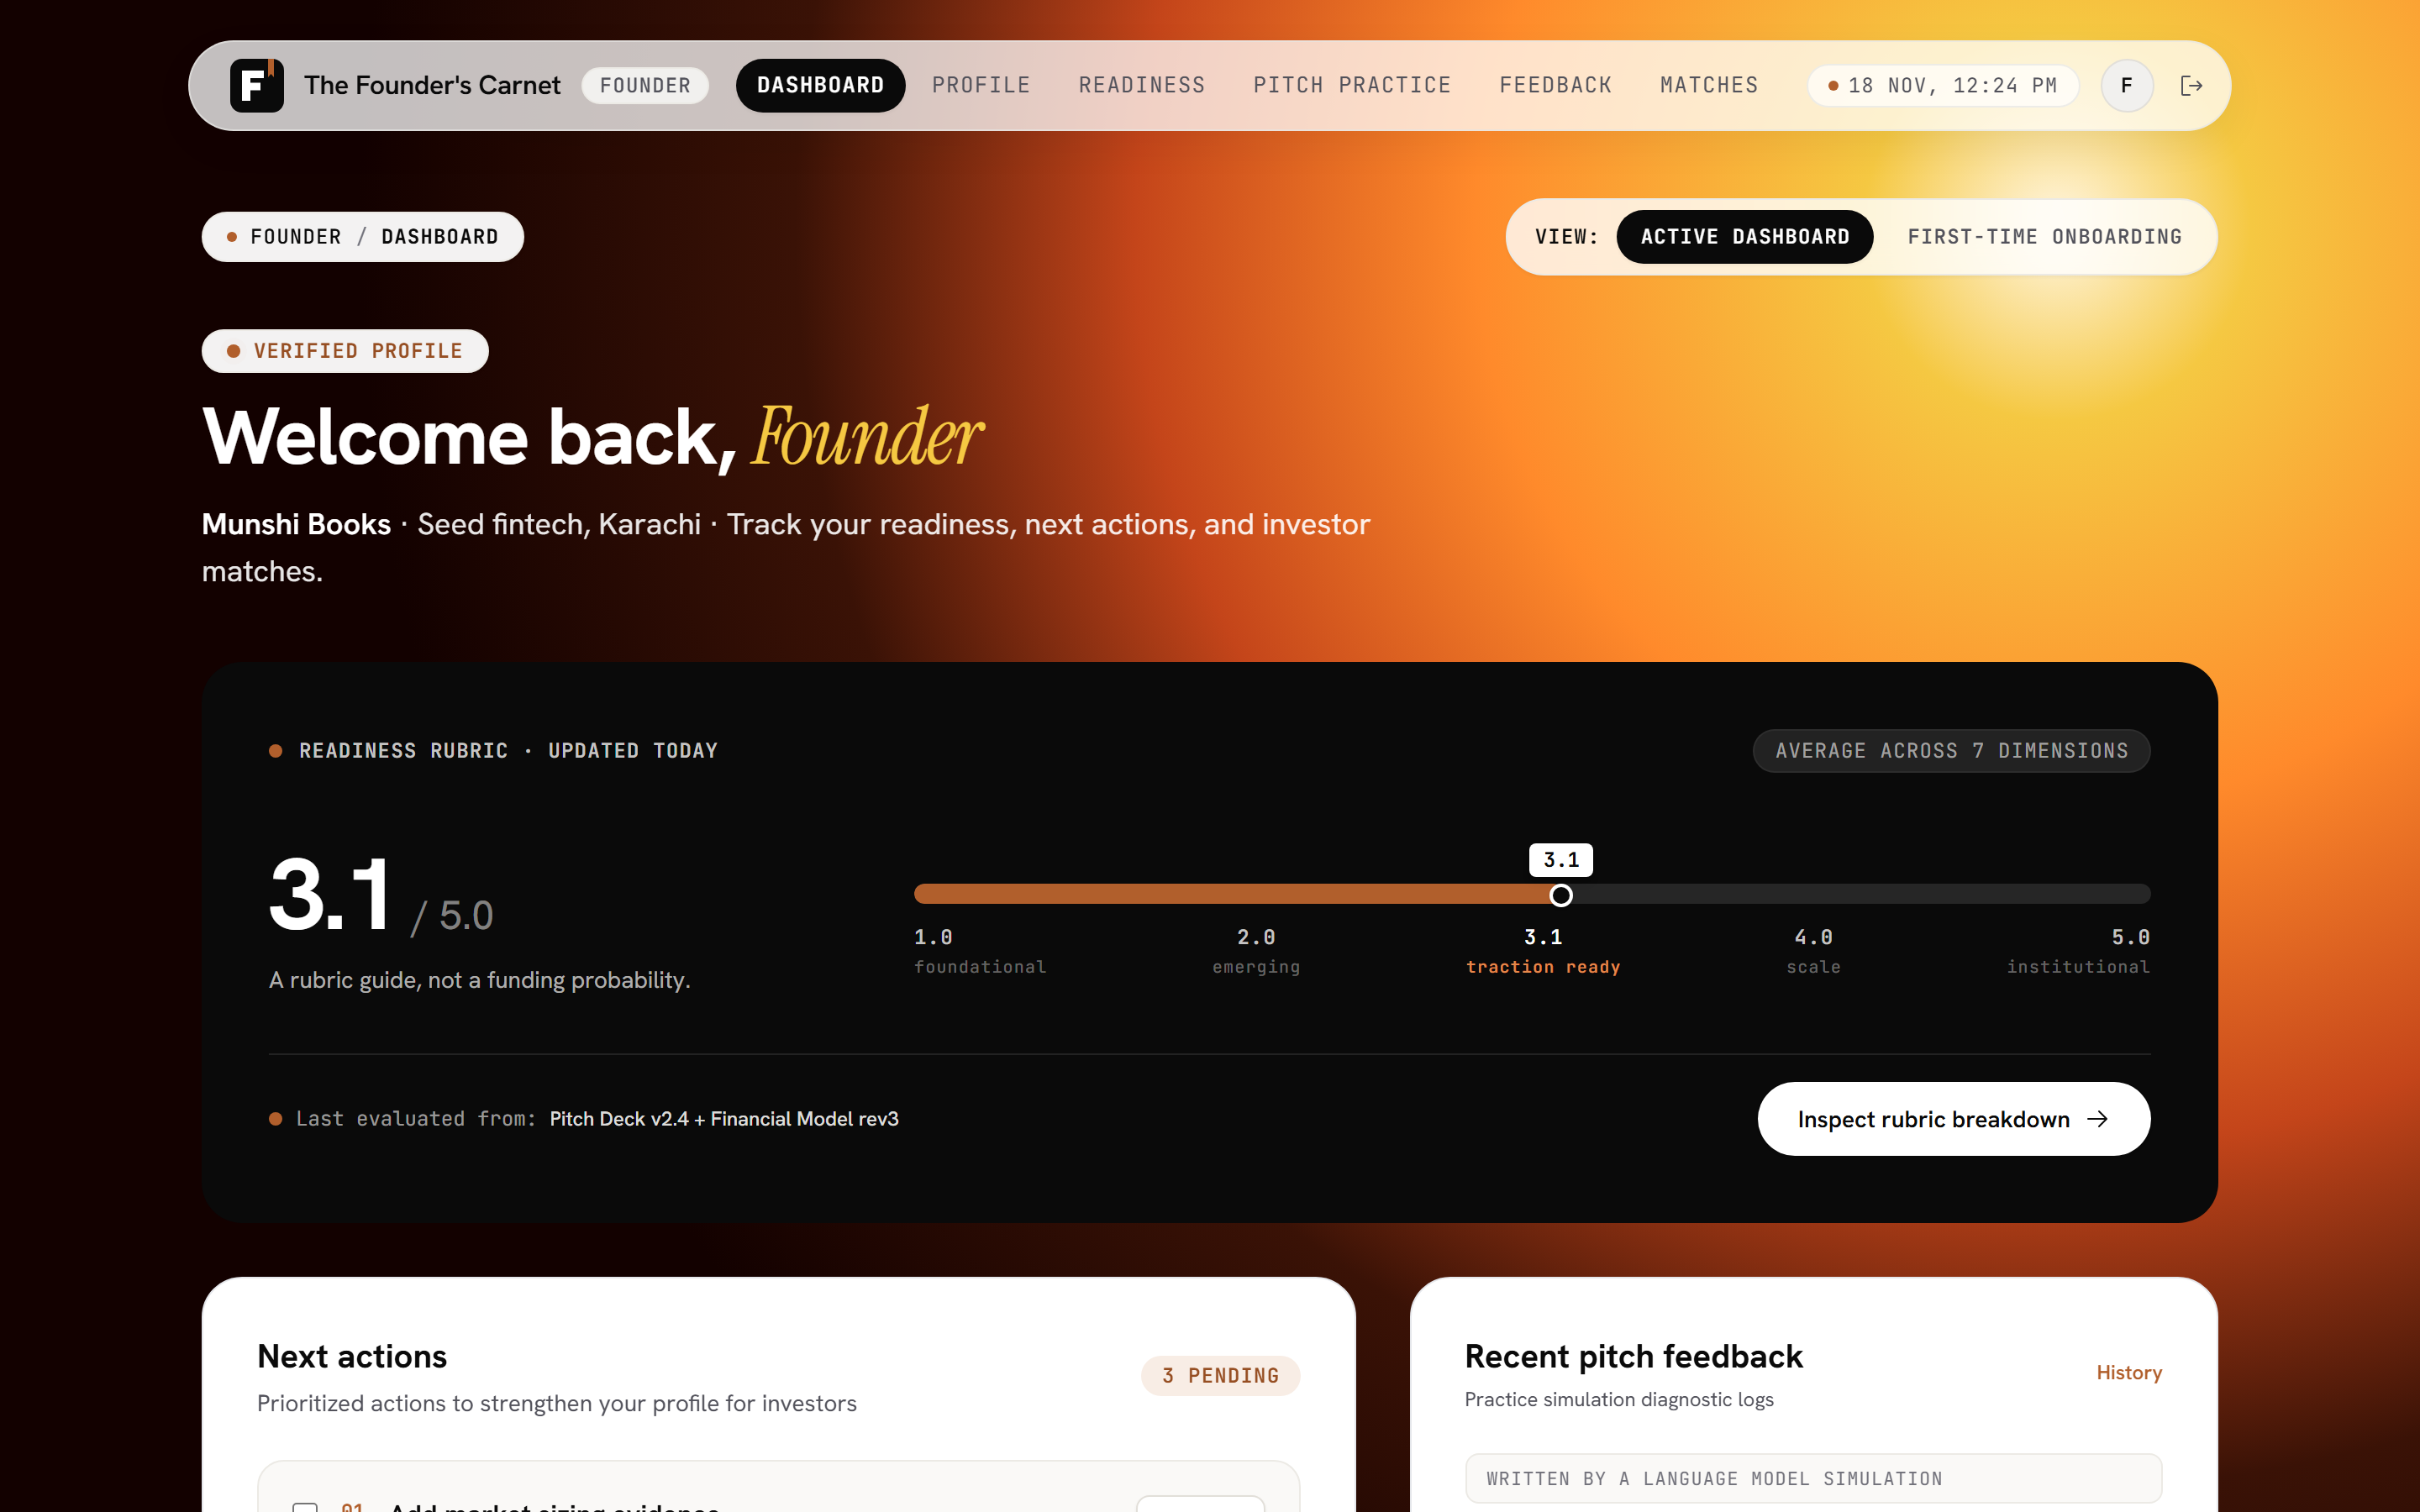 F The Founder's Carnet FOUNDER DASHBOARD PROFILE READINESS PITCH PRACTICE FEEDBACK MATCHES 18 NOV, 12:24 PM F
FOUNDER / DASHBOARD
VIEW: ACTIVE DASHBOARD FIRST-TIME ONBOARDING
VERIFIED PROFILE
Welcome back, Founder
Munshi Books · Seed fintech, Karachi · Track your readiness, next actions, and investor
matches.
READINESS RUBRIC · UPDATED TODAY
AVERAGE ACROSS 7 DIMENSIONS
3.1 / 5.0
A rubric guide, not a funding probability.
3.1
1.0 2.0 3.1 4.0 5.0
foundational emerging traction ready scale institutional
Last evaluated from: Pitch Deck v2.4 + Financial Model rev3
Inspect rubric breakdown →
Next actions
Prioritized actions to strengthen your profile for investors
3 PENDING
01 Add market sizing evidence
Recent pitch feedback
Practice simulation diagnostic logs
History
WRITTEN BY A LANGUAGE MODEL SIMULATION